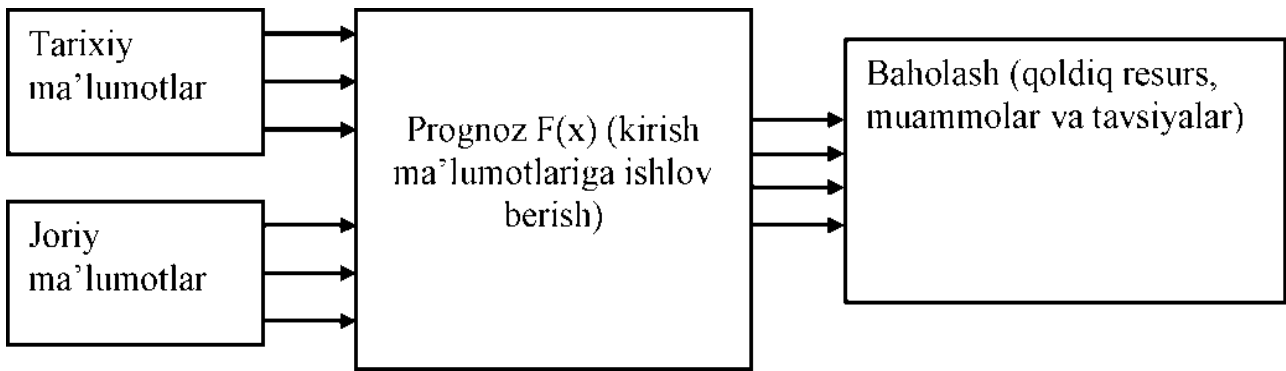 Tarixiy
ma’lumotlar
Joriy
ma’lumotlar
Prognoz F(x) (kirish
ma’lumotlariga ishlov
berish)
Baholash (qoldiq resurs,
muammolar va tavsiyalar)